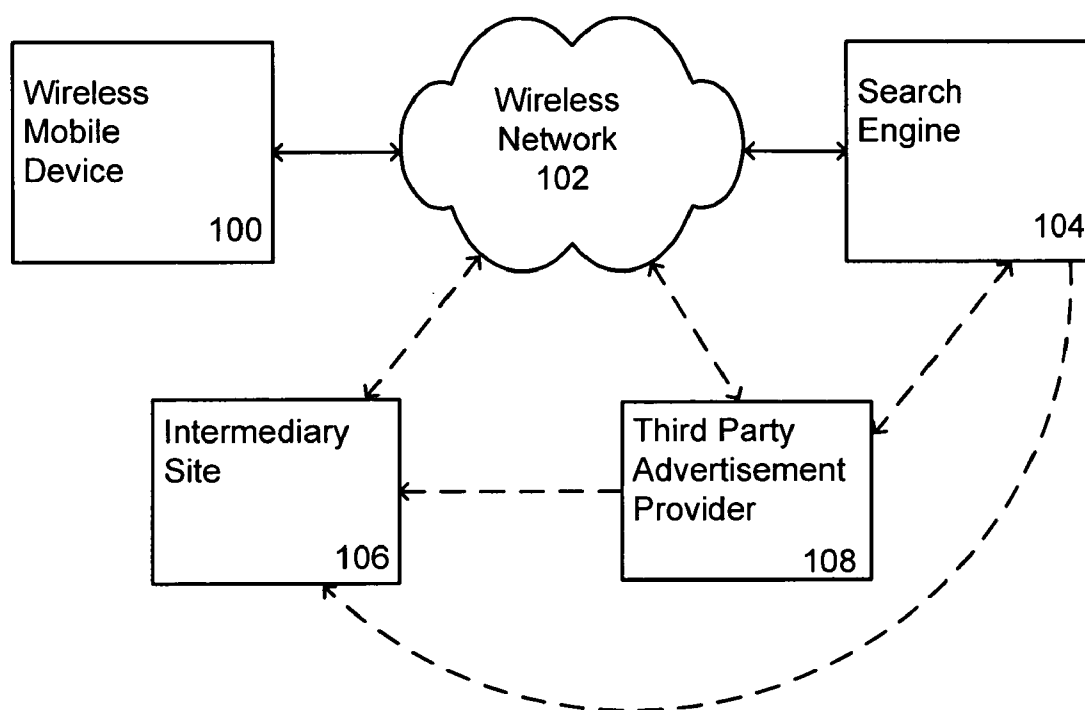 Wireless
Mobile
Device
100
Wireless
Network
102
Search
Engine
104
Intermediary
Site
106
Third Party
Advertisement
Provider
108